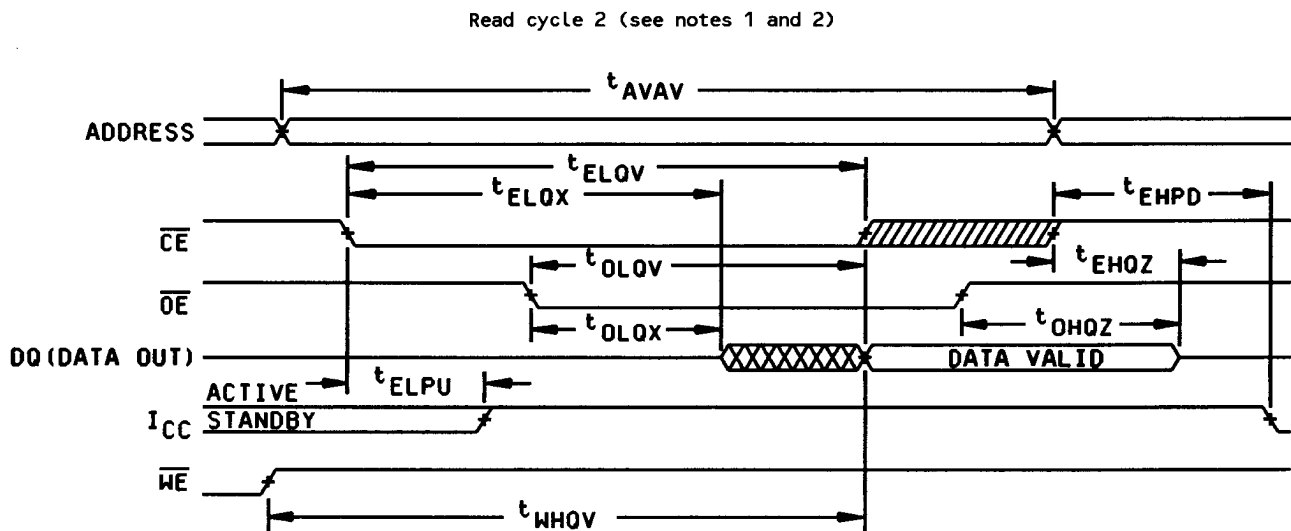 Read cycle 2 (see notes 1 and 2)
tAVAV
ADDRESS
tELQV
tELQX
tEHPD
CE
tOLQV
tEHQZ
OE
tOLQX
tOHQZ
DQ(DATA OUT)
DATA VALID
tELPU
ACTIVE
ICC STANDBY
WE
tWHQV